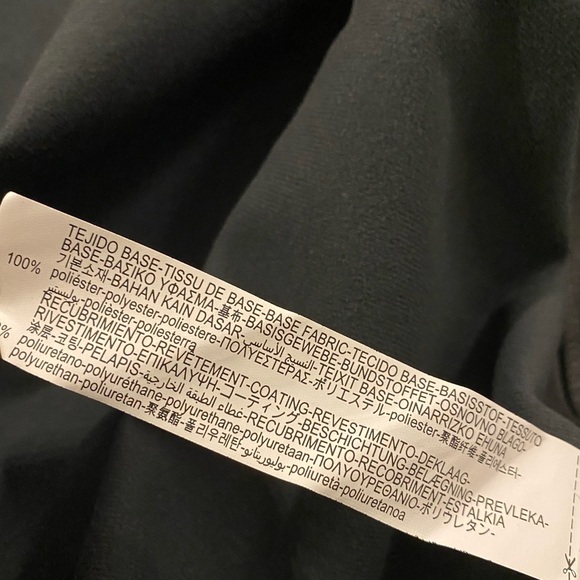 TEJIDO BASE-TISSU DE BASE-BASE FABRIC-TECIDO BASE-BASISSTOF-TESSUTO
BASE-ΒΑΣΙΚΟ ΥΦΑΣΜΑ-基布 BASISGEWEBE-BUNDSTOFFET-OSNOVNO BLAGO-
기본소재-BAHAN KAIN DASAR-النسيج الأساسي-TEIXIT BASE-OINARRIZKO EHUNA
100%
poliéster-polyester-poliestere-ΠΟΛΥΕΣΤΕΡΑΣ-ポリエステル-poliester-聚酯纤维-폴리에스터-
poliéster-polièster-poliesterra
%
RECUBRIMIENTO-REVÊTEMENT-COATING-REVESTIMENTO-DEKLAAG-
RIVESTIMENTO-ΕΠΙΚΑΛΥΨΗ-コーティング-BESCHICHTUNG-BELÆGNING-PREVLEKA-
涂层-코팅-PELAPIS-غطاء الطبقة الخارجية-RECUBRIMENT-ESTALKIA
poliuretano-polyuréthane-polyurethane-polyurethaan-ΠΟΛΥΟΥΡΕΘΑΝΙΟ-ポリウレタン-
polyurethan-poliuretan-聚氨酯-폴리우레탄-بوليوريتانو-poliuretà-poliuretanoa